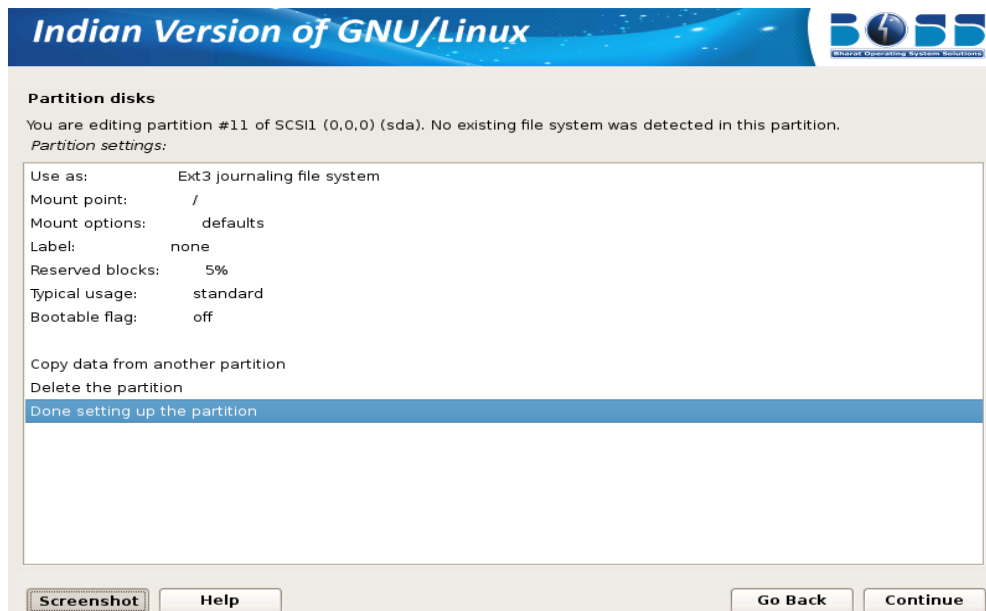 Indian Version of GNU/Linux
BOSS
Bharat Operating System Solutions
Partition disks
You are editing partition #11 of SCSI1 (0,0,0) (sda). No existing file system was detected in this partition.
Partition settings:
Use as: Ext3 journaling file system
Mount point: /
Mount options: defaults
Label: none
Reserved blocks: 5%
Typical usage: standard
Bootable flag: off
Copy data from another partition
Delete the partition
Done setting up the partition
Screenshot Help Go Back Continue